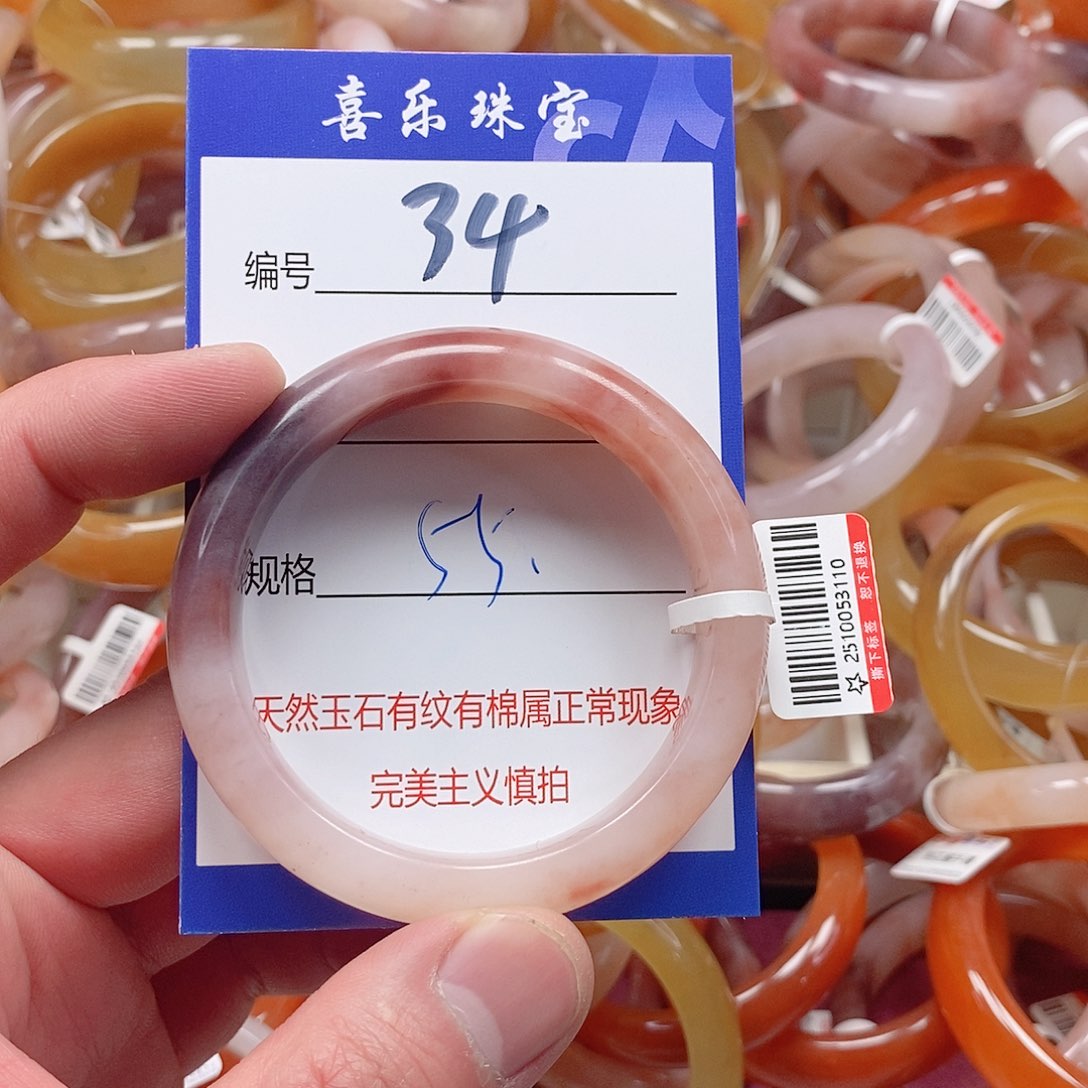 喜乐珠宝
编号 34
规格 55.
天然玉石有纹有棉属正常现象
完美主义慎拍
2510053110
撕下标签 恕不退换